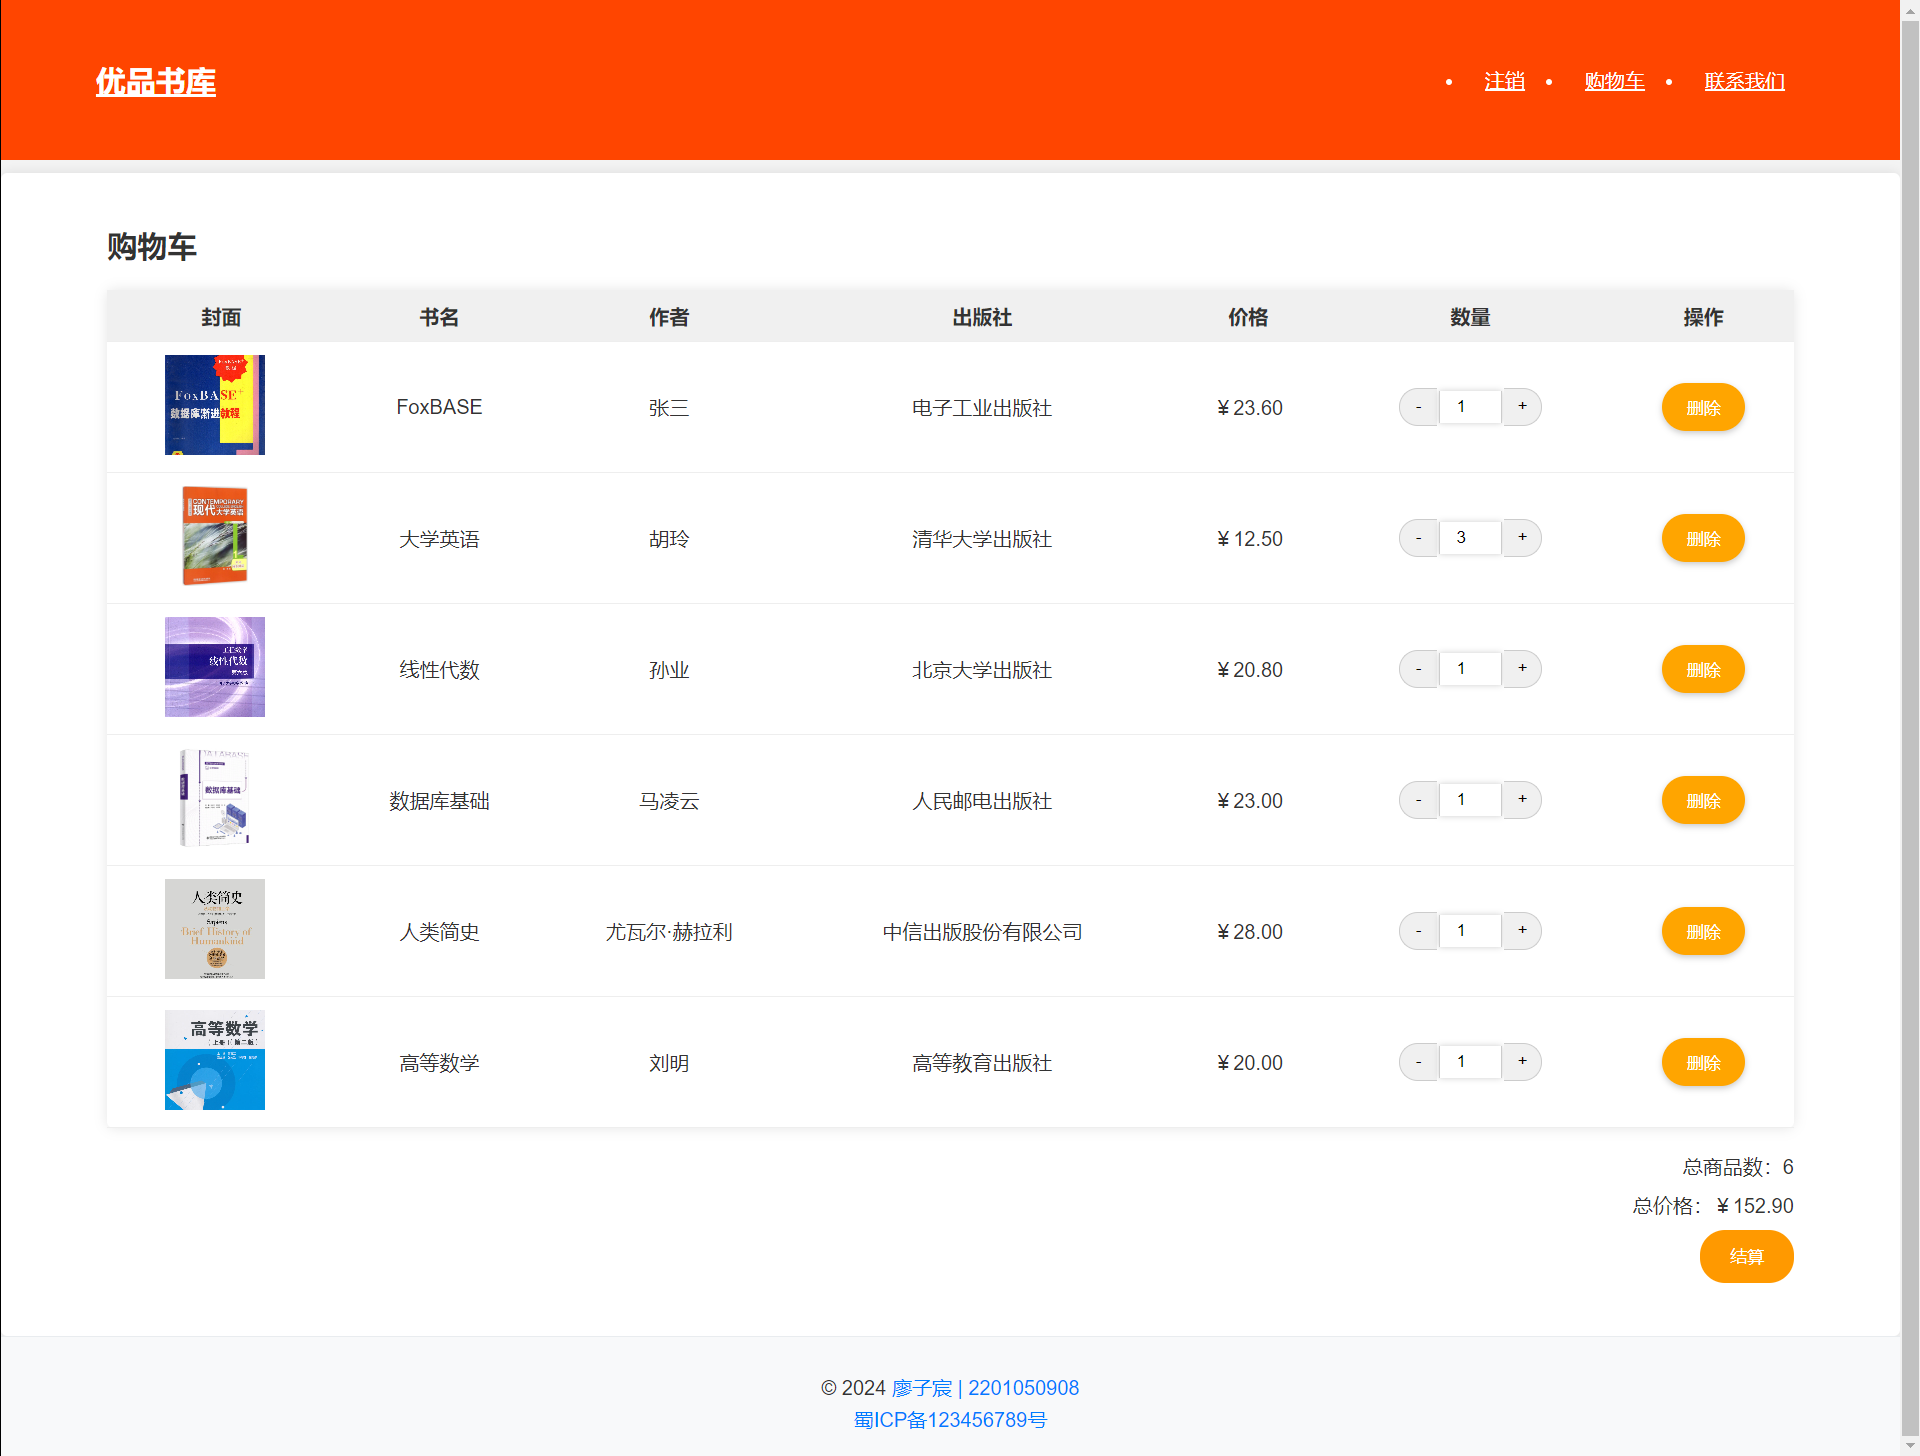 优品书库
• 注销 • 购物车 • 联系我们
购物车
封面 书名 作者 出版社 价格 数量 操作
FoxBASE+
数据库渐进教程
FoxBASE 张三 电子工业出版社 ¥ 23.60 - 1 + 删除
CONTEMPORARY
现代大学英语
大学英语 胡玲 清华大学出版社 ¥ 12.50 - 3 + 删除
工程数学
线性代数
线性代数 孙业 北京大学出版社 ¥ 20.80 - 1 + 删除
数据库基础
数据库基础 马凌云 人民邮电出版社 ¥ 23.00 - 1 + 删除
人类简史
Sapiens
Brief History of
Humankind
人类简史 尤瓦尔·赫拉利 中信出版股份有限公司 ¥ 28.00 - 1 + 删除
高等数学
(上册)(第二版)
高等数学 刘明 高等教育出版社 ¥ 20.00 - 1 + 删除
总商品数：6
总价格：¥ 152.90
结算
© 2024 廖子宸 | 2201050908
蜀ICP备123456789号